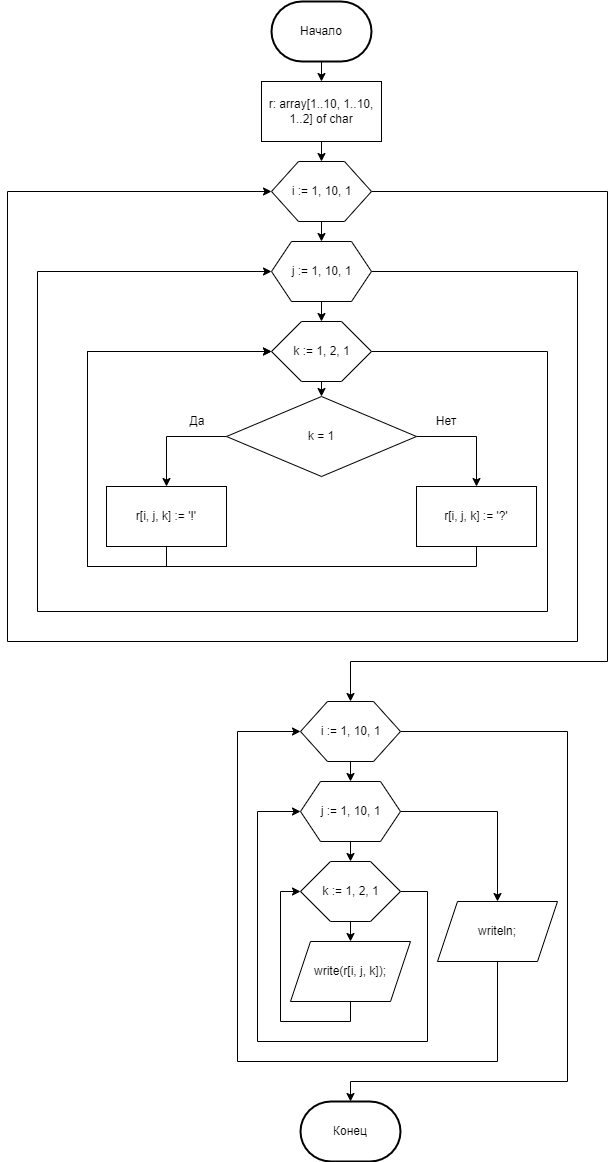 Начало
r: array[1..10, 1..10,
1..2] of char
i := 1, 10, 1
j := 1, 10, 1
k := 1, 2, 1
Да
Нет
k = 1
r[i, j, k] := '!'
r[i, j, k] := '?'
i := 1, 10, 1
j := 1, 10, 1
k := 1, 2, 1
writeln;
write(r[i, j, k]);
Конец